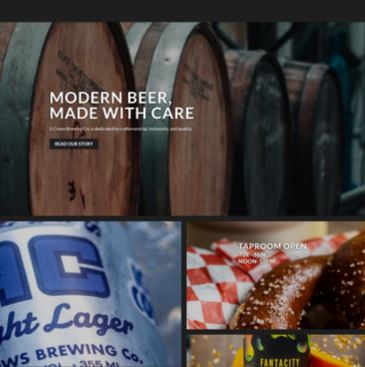 MODERN BEER,
MADE WITH CARE
2 Crows Brewing Co. is dedicated to craftsmanship, inclusivity, and quality.
READ OUR STORY
TAPROOM OPEN
TUE - SUN
NOON-10PM
AC
ght Lager
WS BREWING Co.
355 ML
FANTACITY